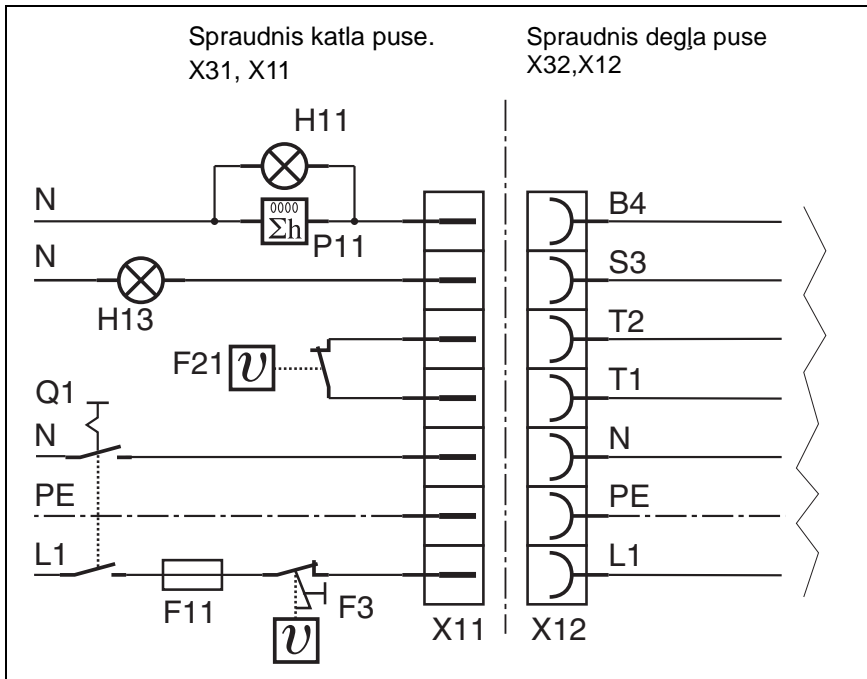 Spraudnis katla puse.
X31, X11
Spraudnis degļa puse
X32,X12
H11
N
0000
Σh
P11
B4
N
H13
S3
T2
F21
υ
T1
Q1
N
N
PE
PE
L1
L1
F11
F3
υ
X11
X12